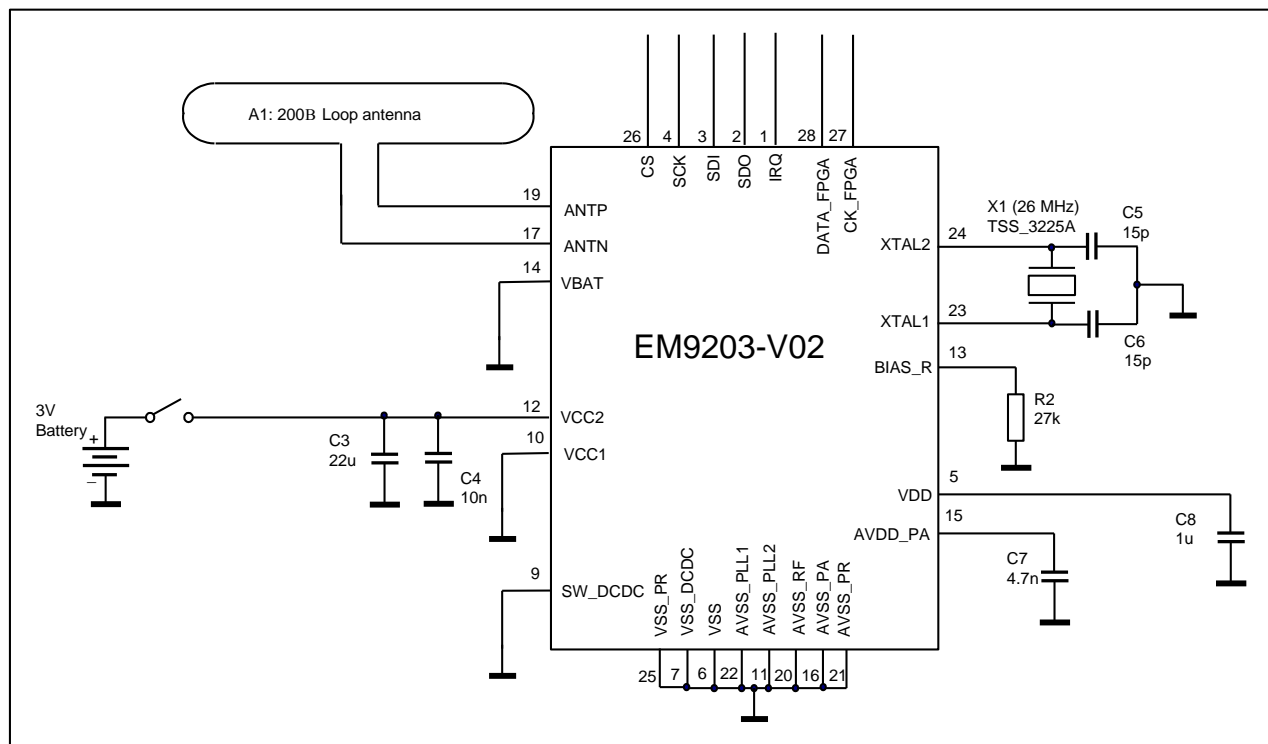 A1: 200B Loop antenna
26
4
3
2
1
28
27
CS
SCK
SDI
SDO
IRQ
DATA_FPGA
CK_FPGA
19
ANTP
17
ANTN
14
VBAT
X1 (26 MHz)
TSS_3225A
C5
15p
XTAL2
24
XTAL1
23
C6
15p
EM9203-V02
BIAS_R
13
R2
27k
3V
Battery
+
–
12
VCC2
C3
22u
C4
10n
10
VCC1
VDD
5
AVDD_PA
15
C8
1u
C7
4.7n
9
SW_DCDC
VSS_PR
VSS_DCDC
VSS
AVSS_PLL1
AVSS_PLL2
AVSS_RF
AVSS_PA
AVSS_PR
25
7
6
22
11
20
16
21